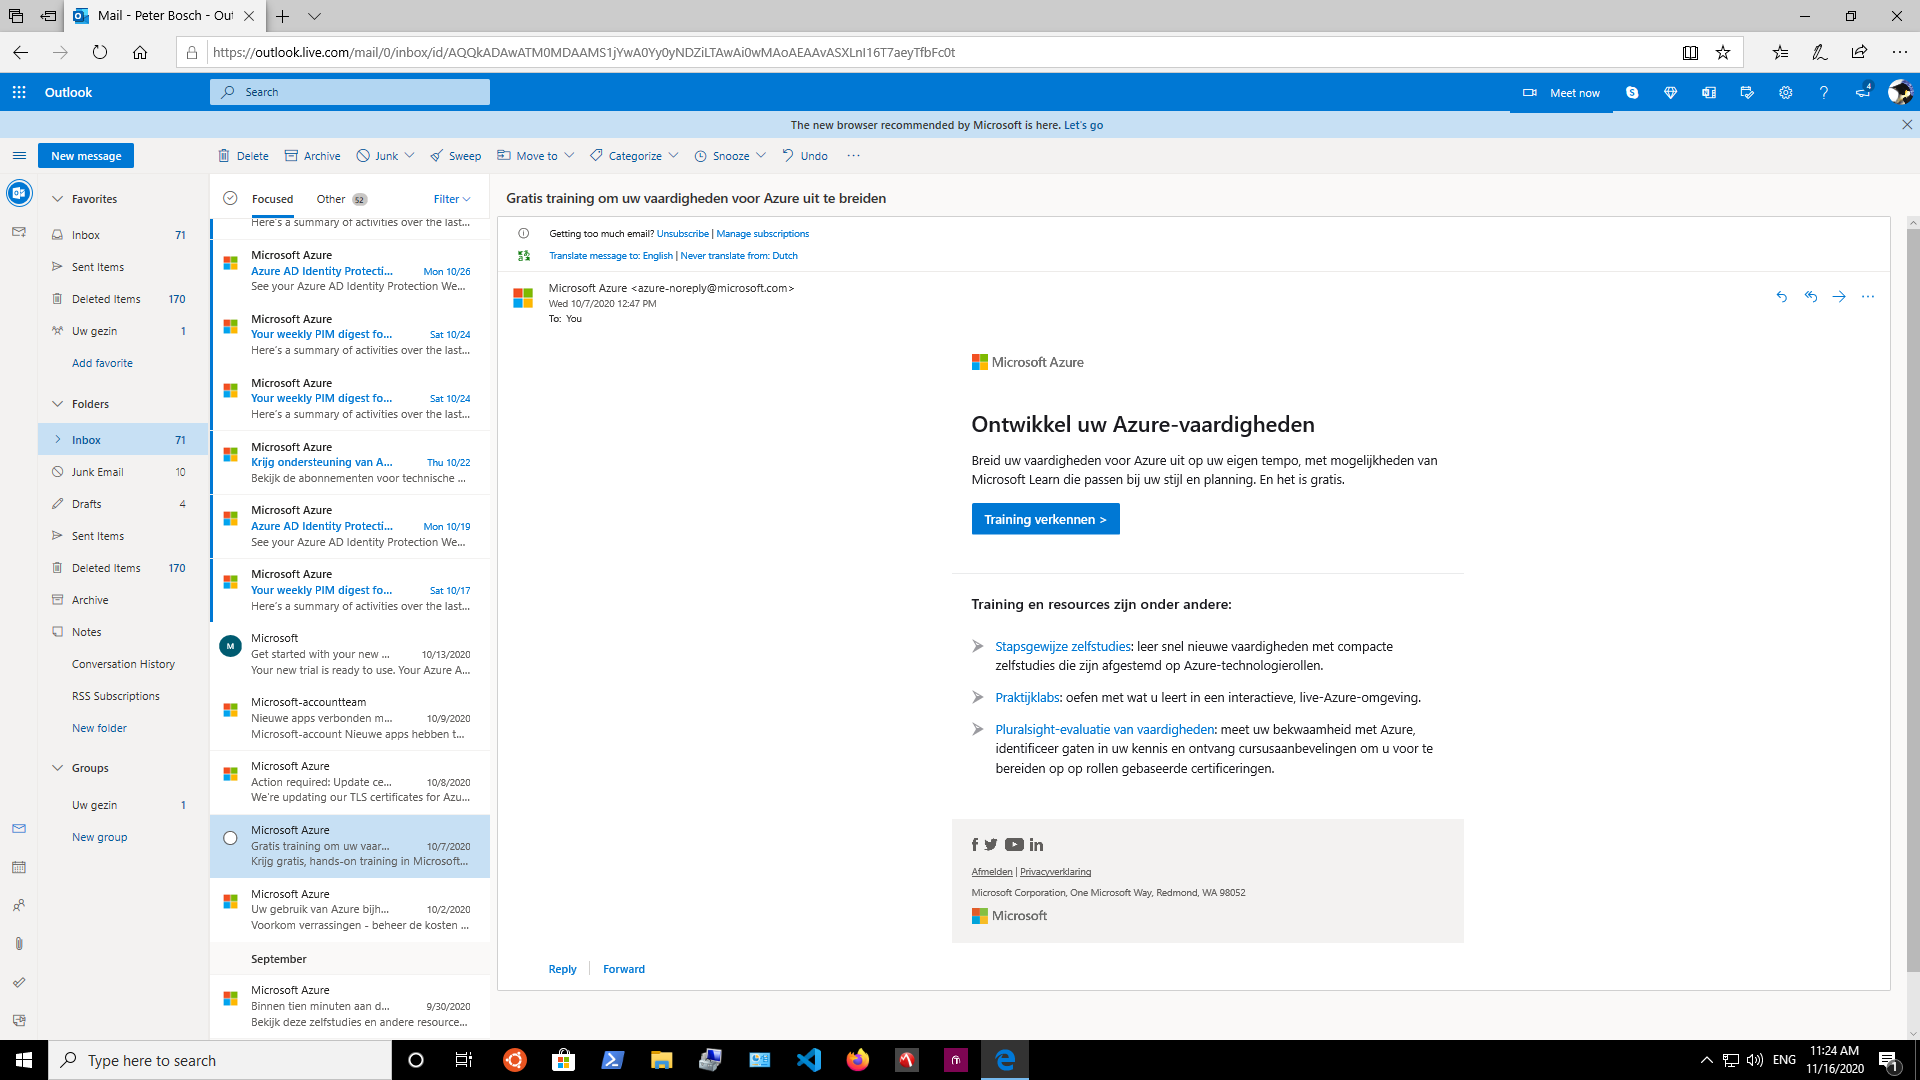 Mail - Peter Bosch - Out
https://outlook.live.com/mail/0/inbox/id/AQQkADAwATM0MDAAMS1jYwA0Yy0yNDZiLTAwAi0wMAoAEAAvASXLnI16T7aeyTfbFc0t
Outlook
Search
Meet now
4
The new browser recommended by Microsoft is here. Let's go
New message
Delete
Archive
Junk
Sweep
Move to
Categorize
Snooze
Undo
Favorites
Inbox 71
Sent Items
Deleted Items 170
Uw gezin 1
Add favorite
Folders
Inbox 71
Junk Email 10
Drafts 4
Sent Items
Deleted Items 170
Archive
Notes
Conversation History
RSS Subscriptions
New folder
Groups
Uw gezin 1
New group
Focused
Other 52
Filter
Here's a summary of activities over the last...
Microsoft Azure
Azure AD Identity Protecti... Mon 10/26
See your Azure AD Identity Protection We...
Microsoft Azure
Your weekly PIM digest fo... Sat 10/24
Here's a summary of activities over the last...
Microsoft Azure
Your weekly PIM digest fo... Sat 10/24
Here's a summary of activities over the last...
Microsoft Azure
Krijg ondersteuning van A... Thu 10/22
Bekijk de abonnementen voor technische ...
Microsoft Azure
Azure AD Identity Protecti... Mon 10/19
See your Azure AD Identity Protection We...
Microsoft Azure
Your weekly PIM digest fo... Sat 10/17
Here's a summary of activities over the last...
M
Microsoft
Get started with your new ... 10/13/2020
Your new trial is ready to use. Your Azure A...
Microsoft-accountteam
Nieuwe apps verbonden m... 10/9/2020
Microsoft-account Nieuwe apps hebben t...
Microsoft Azure
Action required: Update ce... 10/8/2020
We're updating our TLS certificates for Azu...
Microsoft Azure
Gratis training om uw vaar... 10/7/2020
Krijg gratis, hands-on training in Microsoft...
Microsoft Azure
Uw gebruik van Azure bijh... 10/2/2020
Voorkom verrassingen - beheer de kosten ...
September
Microsoft Azure
Binnen tien minuten aan d... 9/30/2020
Bekijk deze zelfstudies en andere resource...
Gratis training om uw vaardigheden voor Azure uit te breiden
Getting too much email? Unsubscribe | Manage subscriptions
Translate message to: English | Never translate from: Dutch
Microsoft Azure <azure-noreply@microsoft.com>
Wed 10/7/2020 12:47 PM
To: You
Microsoft Azure
Ontwikkel uw Azure-vaardigheden
Breid uw vaardigheden voor Azure uit op uw eigen tempo, met mogelijkheden van
Microsoft Learn die passen bij uw stijl en planning. En het is gratis.
Training verkennen >
Training en resources zijn onder andere:
Stapsgewijze zelfstudies: leer snel nieuwe vaardigheden met compacte
zelfstudies die zijn afgestemd op Azure-technologierollen.
Praktijklabs: oefen met wat u leert in een interactieve, live-Azure-omgeving.
Pluralsight-evaluatie van vaardigheden: meet uw bekwaamheid met Azure,
identificeer gaten in uw kennis en ontvang cursusaanbevelingen om u voor te
bereiden op op rollen gebaseerde certificeringen.
Afmelden | Privacyverklaring
Microsoft Corporation, One Microsoft Way, Redmond, WA 98052
Microsoft
Reply
Forward
Type here to search
ENG
11:24 AM
11/16/2020
1